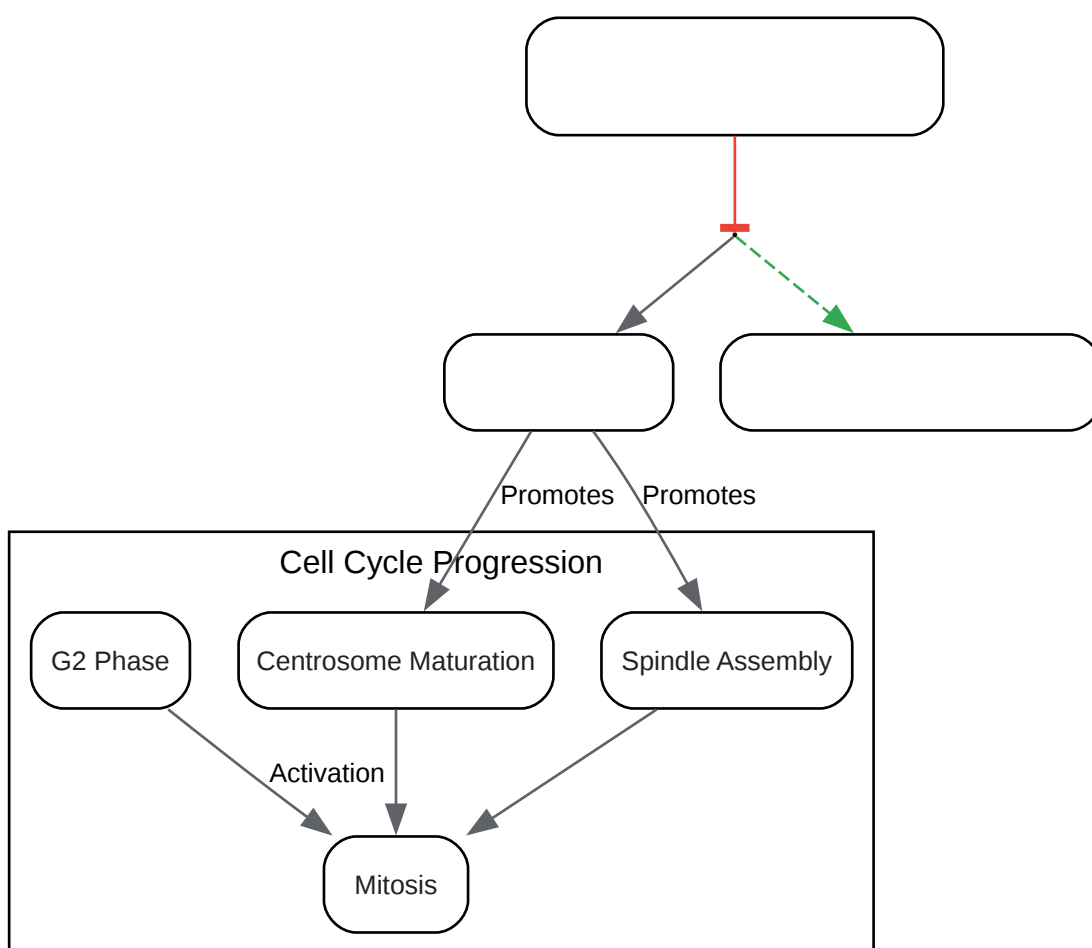 Promotes
Promotes
Cell Cycle Progression
G2 Phase
Centrosome Maturation
Spindle Assembly
Activation
Mitosis